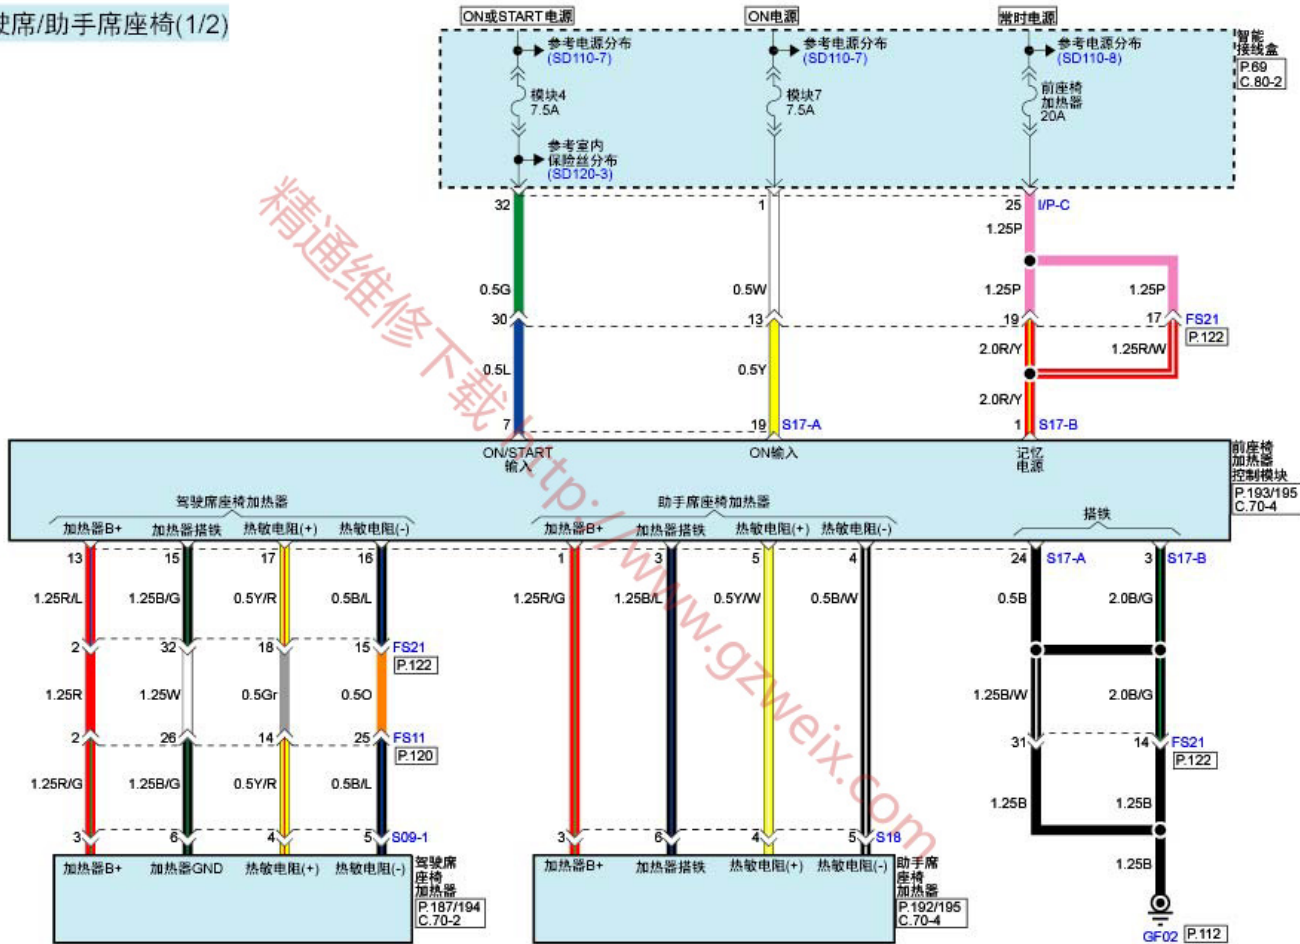 驶席/助手席座椅(1/2)
ON或START电源
ON电源
常时电源
参考电源分布
(SD110-7)
参考电源分布
(SD110-7)
参考电源分布
(SD110-8)
智能
接线盒
P.69
C.80-2
模块4
7.5A
模块7
7.5A
前座椅
加热器
20A
参考室内
保险丝分布
(SD120-3)
32
1
25
I/P-C
1.25P
0.5G
0.5W
1.25P
1.25P
30
13
19
17
FS21
P.122
0.5L
0.5Y
2.0R/Y
1.25R/W
2.0R/Y
7
19
S17-A
1
S17-B
ON/START
输入
ON输入
记忆
电源
前座椅
加热器
控制模块
P.193/195
C.70-4
驾驶席座椅加热器
助手席座椅加热器
搭铁
加热器B+
加热器搭铁
热敏电阻(+)
热敏电阻(-)
加热器B+
加热器搭铁
热敏电阻(+)
热敏电阻(-)
13
15
17
16
1
3
5
4
24
S17-A
3
S17-B
1.25R/L
1.25B/G
0.5Y/R
0.5B/L
1.25R/G
1.25B/L
0.5Y/W
0.5B/W
0.5B
2.0B/G
2
32
18
15
FS21
P.122
1.25R
1.25W
0.5Gr
0.5O
1.25B/W
2.0B/G
2
26
14
25
FS11
P.120
31
14
FS21
P.122
1.25R/G
1.25B/G
0.5Y/R
0.5B/L
1.25B
1.25B
3
6
4
5
S09-1
3
6
4
5
S18
1.25B
加热器B+
加热器GND
热敏电阻(+)
热敏电阻(-)
驾驶席
座椅
加热器
P.187/194
C.70-2
加热器B+
加热器搭铁
热敏电阻(+)
热敏电阻(-)
助手席
座椅
加热器
P.192/195
C.70-4
GF02
P.112
精通维修下载 http://www.gzweix.com